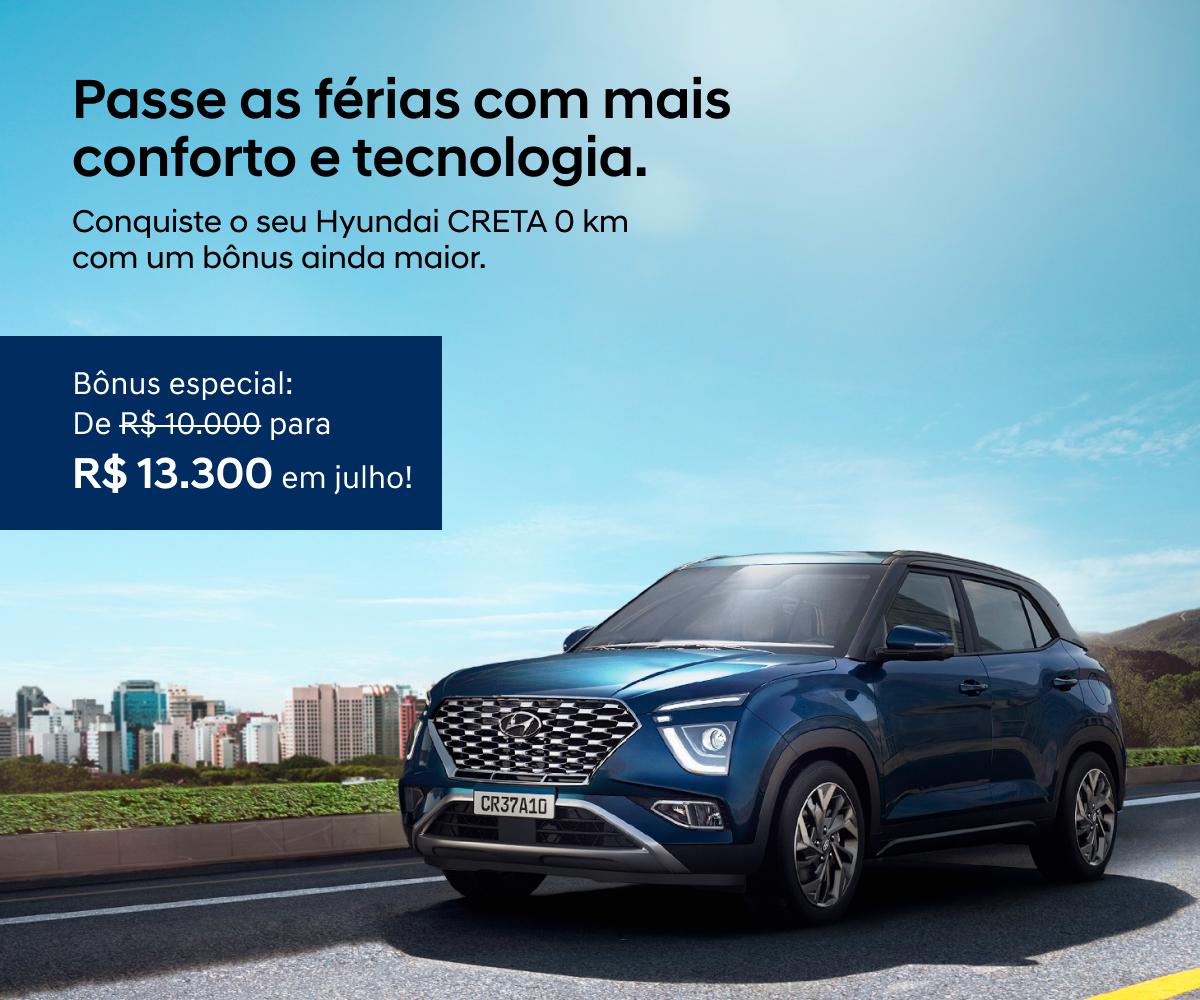 Passe as férias com mais
conforto e tecnologia.
Conquiste o seu Hyundai CRETA 0 km
com um bônus ainda maior.
Bônus especial:
De R$ 10.000 para
R$ 13.300 em julho!
CR37A10